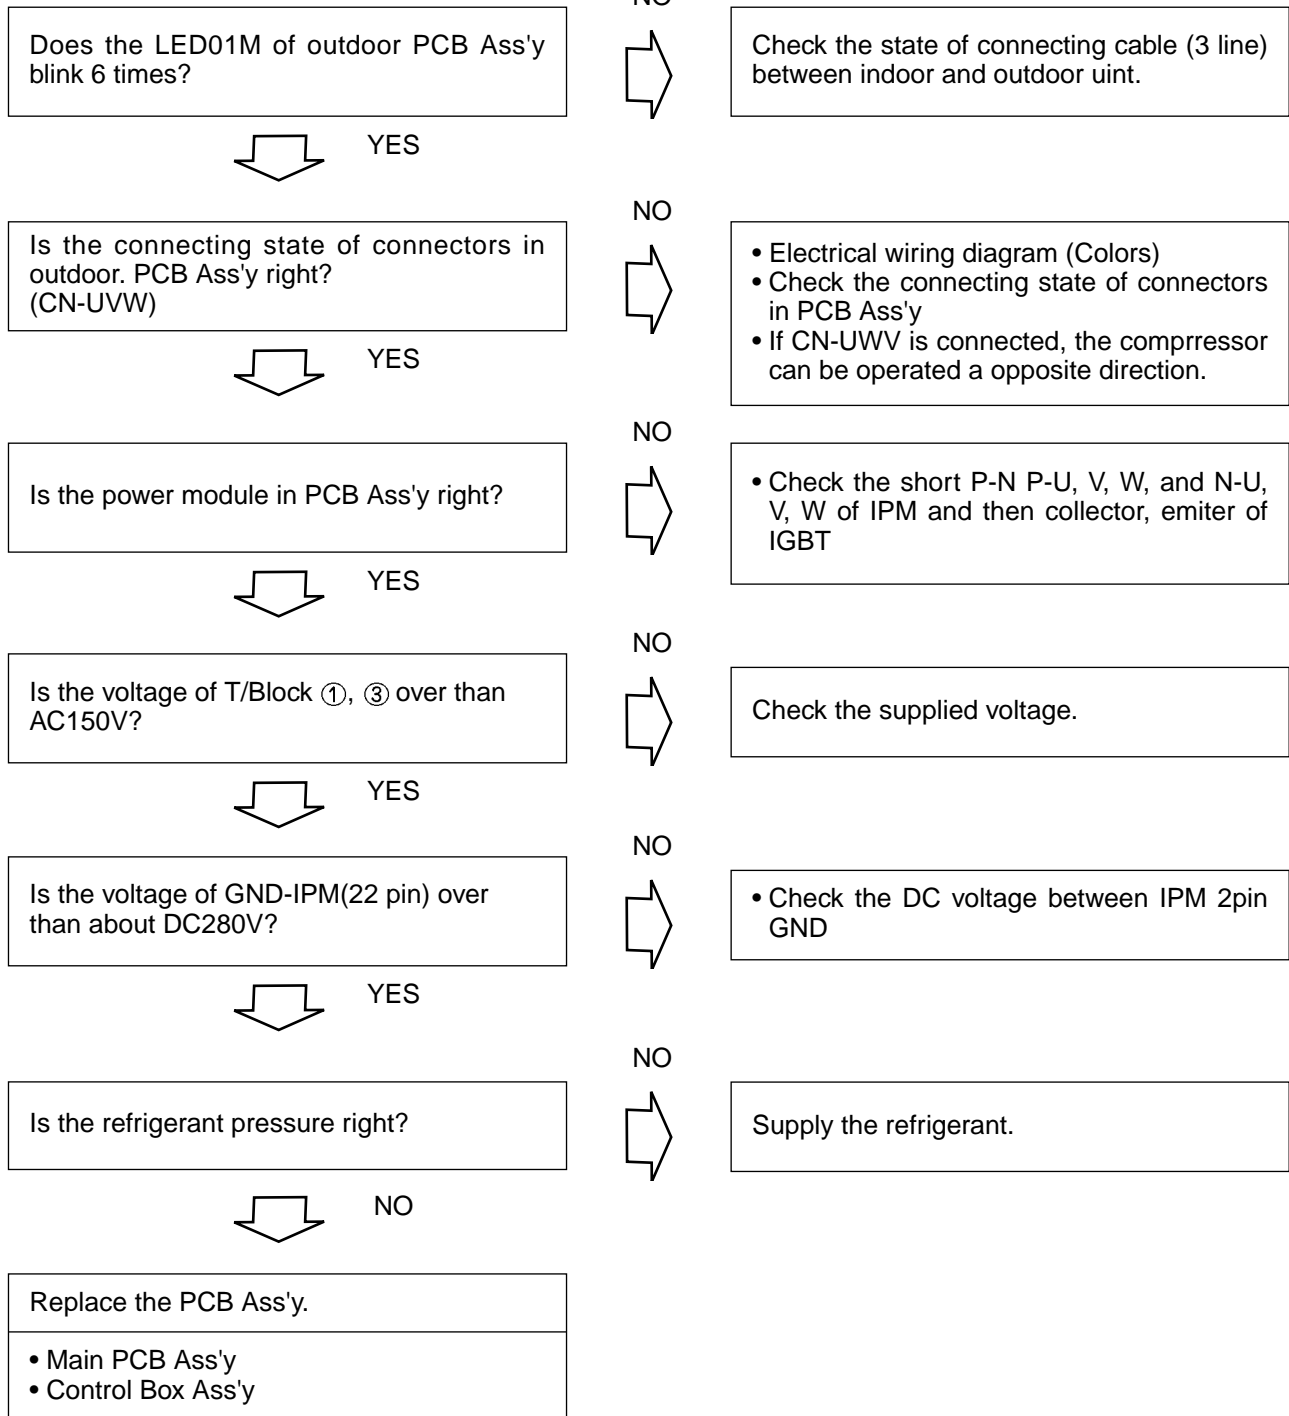 NO
Does the LED01M of outdoor PCB Ass'y
blink 6 times?
Check the state of connecting cable (3 line)
between indoor and outdoor uint.
YES
NO
Is the connecting state of connectors in
outdoor. PCB Ass'y right?
(CN-UVW)
• Electrical wiring diagram (Colors)
• Check the connecting state of connectors
in PCB Ass'y
• If CN-UWV is connected, the comprressor
can be operated a opposite direction.
YES
NO
Is the power module in PCB Ass'y right?
• Check the short P-N P-U, V, W, and N-U,
V, W of IPM and then collector, emiter of
IGBT
YES
NO
Is the voltage of T/Block ①, ③ over than
AC150V?
Check the supplied voltage.
YES
NO
Is the voltage of GND-IPM(22 pin) over
than about DC280V?
• Check the DC voltage between IPM 2pin
GND
YES
NO
Is the refrigerant pressure right?
Supply the refrigerant.
NO
Replace the PCB Ass'y.
• Main PCB Ass'y
• Control Box Ass'y